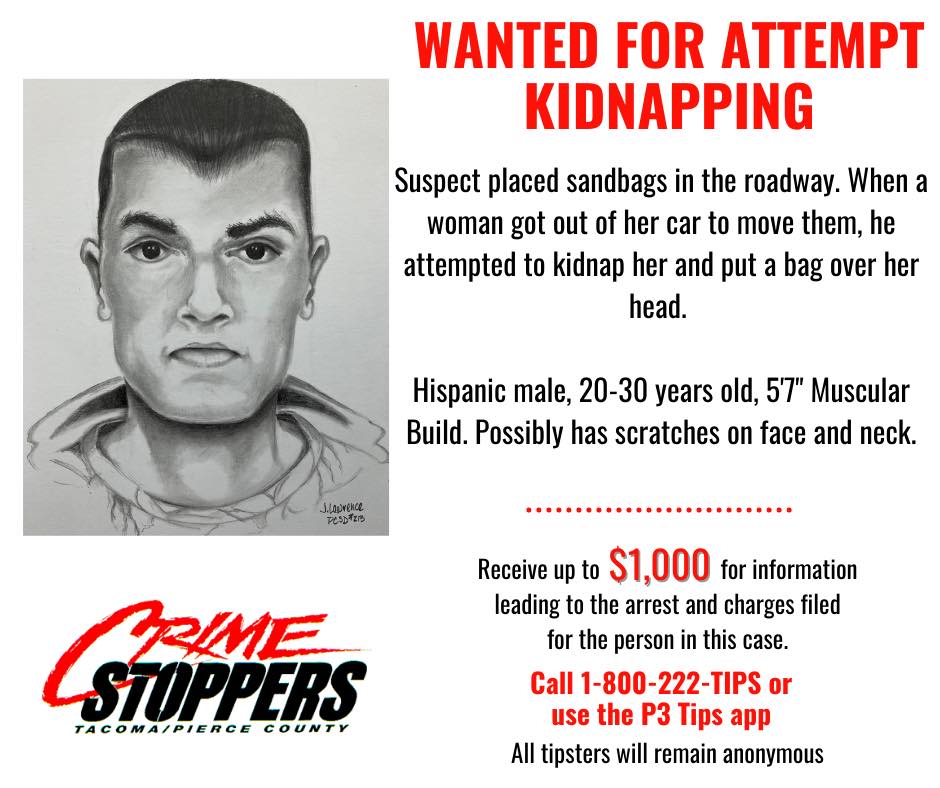 WANTED FOR ATTEMPT
KIDNAPPING
Suspect placed sandbags in the roadway. When a
woman got out of her car to move them, he
attempted to kidnap her and put a bag over her
head.
Hispanic male, 20-30 years old, 5'7" Muscular
Build. Possibly has scratches on face and neck.
J. Lawrence
PCSD#273
Receive up to $1,000 for information
leading to the arrest and charges filed
for the person in this case.
Call 1-800-222-TIPS or
use the P3 Tips app
All tipsters will remain anonymous
CRIME
STOPPERS
TACOMA/PIERCE COUNTY